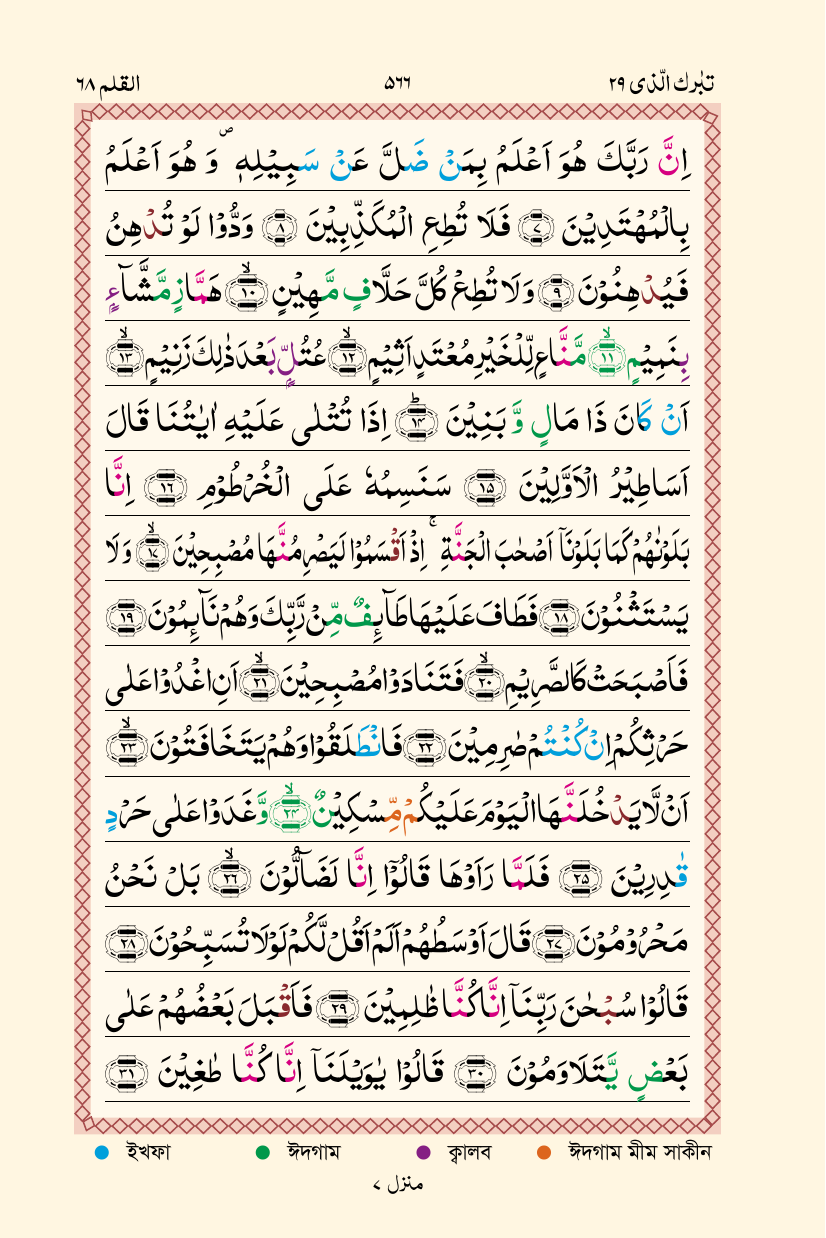 تبٰرك الّذى ٢٩ ٥٦٦ القلم ٦٨
اِنَّ رَبَّكَ هُوَ اَعْلَمُ بِمَنْ ضَلَّ عَنْ سَبِيْلِهٖ ۪ وَ هُوَ اَعْلَمُ
بِالْمُهْتَدِيْنَ ﴿٧﴾ فَلَا تُطِعِ الْمُكَذِّبِيْنَ ﴿٨﴾ وَدُّوْا لَوْ تُدْهِنُ
فَيُدْهِنُوْنَ ﴿٩﴾ وَلَا تُطِعْ كُلَّ حَلَّافٍ مَّهِيْنٍ ﴿١٠﴾ۙ هَمَّازٍ مَّشَّآءٍۭ
بِنَمِيْمٍ ﴿١١﴾ۙ مَّنَّاعٍ لِّلْخَيْرِ مُعْتَدٍ اَثِيْمٍ ﴿١٢﴾ۙ عُتُلٍّۭ بَعْدَ ذٰلِكَ زَنِيْمٍ ﴿١٣﴾ۙ
اَنْ كَانَ ذَا مَالٍ وَّ بَنِيْنَ ﴿١٤﴾ؕ اِذَا تُتْلٰى عَلَيْهِ اٰيٰتُنَا قَالَ
اَسَاطِيْرُ الْاَوَّلِيْنَ ﴿١٥﴾ سَنَسِمُهٗ عَلَى الْخُرْطُوْمِ ﴿١٦﴾ اِنَّا
بَلَوْنٰهُمْ كَمَا بَلَوْنَاۤ اَصْحٰبَ الْجَنَّةِ ۚ اِذْ اَقْسَمُوْا لَيَصْرِمُنَّهَا مُصْبِحِيْنَ ﴿١٧﴾ۙ وَلَا
يَسْتَثْنُوْنَ ﴿١٨﴾ فَطَافَ عَلَيْهَا طَآئِفٌ مِّنْ رَّبِّكَ وَهُمْ نَآئِمُوْنَ ﴿١٩﴾
فَاَصْبَحَتْ كَالصَّرِيْمِ ﴿٢٠﴾ۙ فَتَنَادَوْا مُصْبِحِيْنَ ﴿٢١﴾ۙ اَنِ اغْدُوْا عَلٰى
حَرْثِكُمْ اِنْ كُنْتُمْ صٰرِمِيْنَ ﴿٢٢﴾ فَانْطَلَقُوْا وَهُمْ يَتَخَافَتُوْنَ ﴿٢٣﴾ۙ
اَنْ لَّا يَدْخُلَنَّهَا الْيَوْمَ عَلَيْكُمْ مِّسْكِيْنٌ ﴿٢٤﴾ۙ وَّغَدَوْا عَلٰى حَرْدٍ
قٰدِرِيْنَ ﴿٢٥﴾ فَلَمَّا رَاَوْهَا قَالُوْۤا اِنَّا لَضَآلُّوْنَ ﴿٢٦﴾ۙ بَلْ نَحْنُ
مَحْرُوْمُوْنَ ﴿٢٧﴾ قَالَ اَوْسَطُهُمْ اَلَمْ اَقُلْ لَّكُمْ لَوْلَا تُسَبِّحُوْنَ ﴿٢٨﴾
قَالُوْا سُبْحٰنَ رَبِّنَاۤ اِنَّا كُنَّا ظٰلِمِيْنَ ﴿٢٩﴾ فَاَقْبَلَ بَعْضُهُمْ عَلٰى
بَعْضٍ يَّتَلَاوَمُوْنَ ﴿٣٠﴾ قَالُوْا يٰوَيْلَنَاۤ اِنَّا كُنَّا طٰغِيْنَ ﴿٣١﴾
ইখফা ঈদগাম ক্বালব ঈদগাম মীম সাকীন
منزل ٧